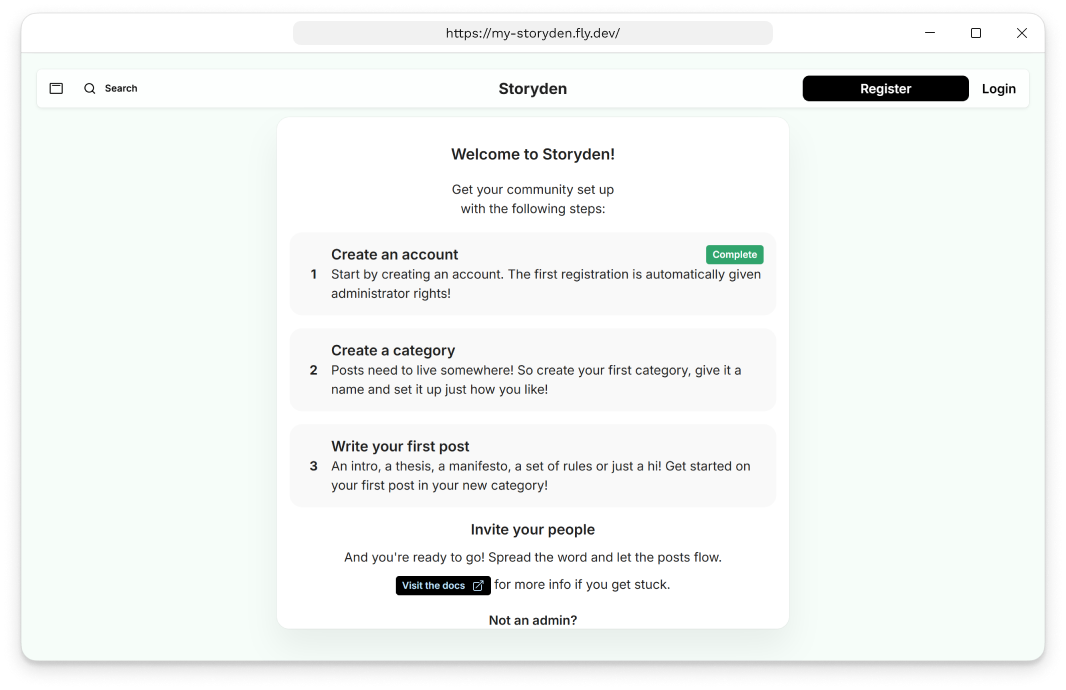 https://my-storyden.fly.dev/
Search
Storyden
Register
Login
Welcome to Storyden!
Get your community set up
with the following steps:
Create an account
Complete
1
Start by creating an account. The first registration is automatically given
administrator rights!
Create a category
2
Posts need to live somewhere! So create your first category, give it a
name and set it up just how you like!
Write your first post
3
An intro, a thesis, a manifesto, a set of rules or just a hi! Get started on
your first post in your new category!
Invite your people
And you're ready to go! Spread the word and let the posts flow.
Visit the docs for more info if you get stuck.
Not an admin?